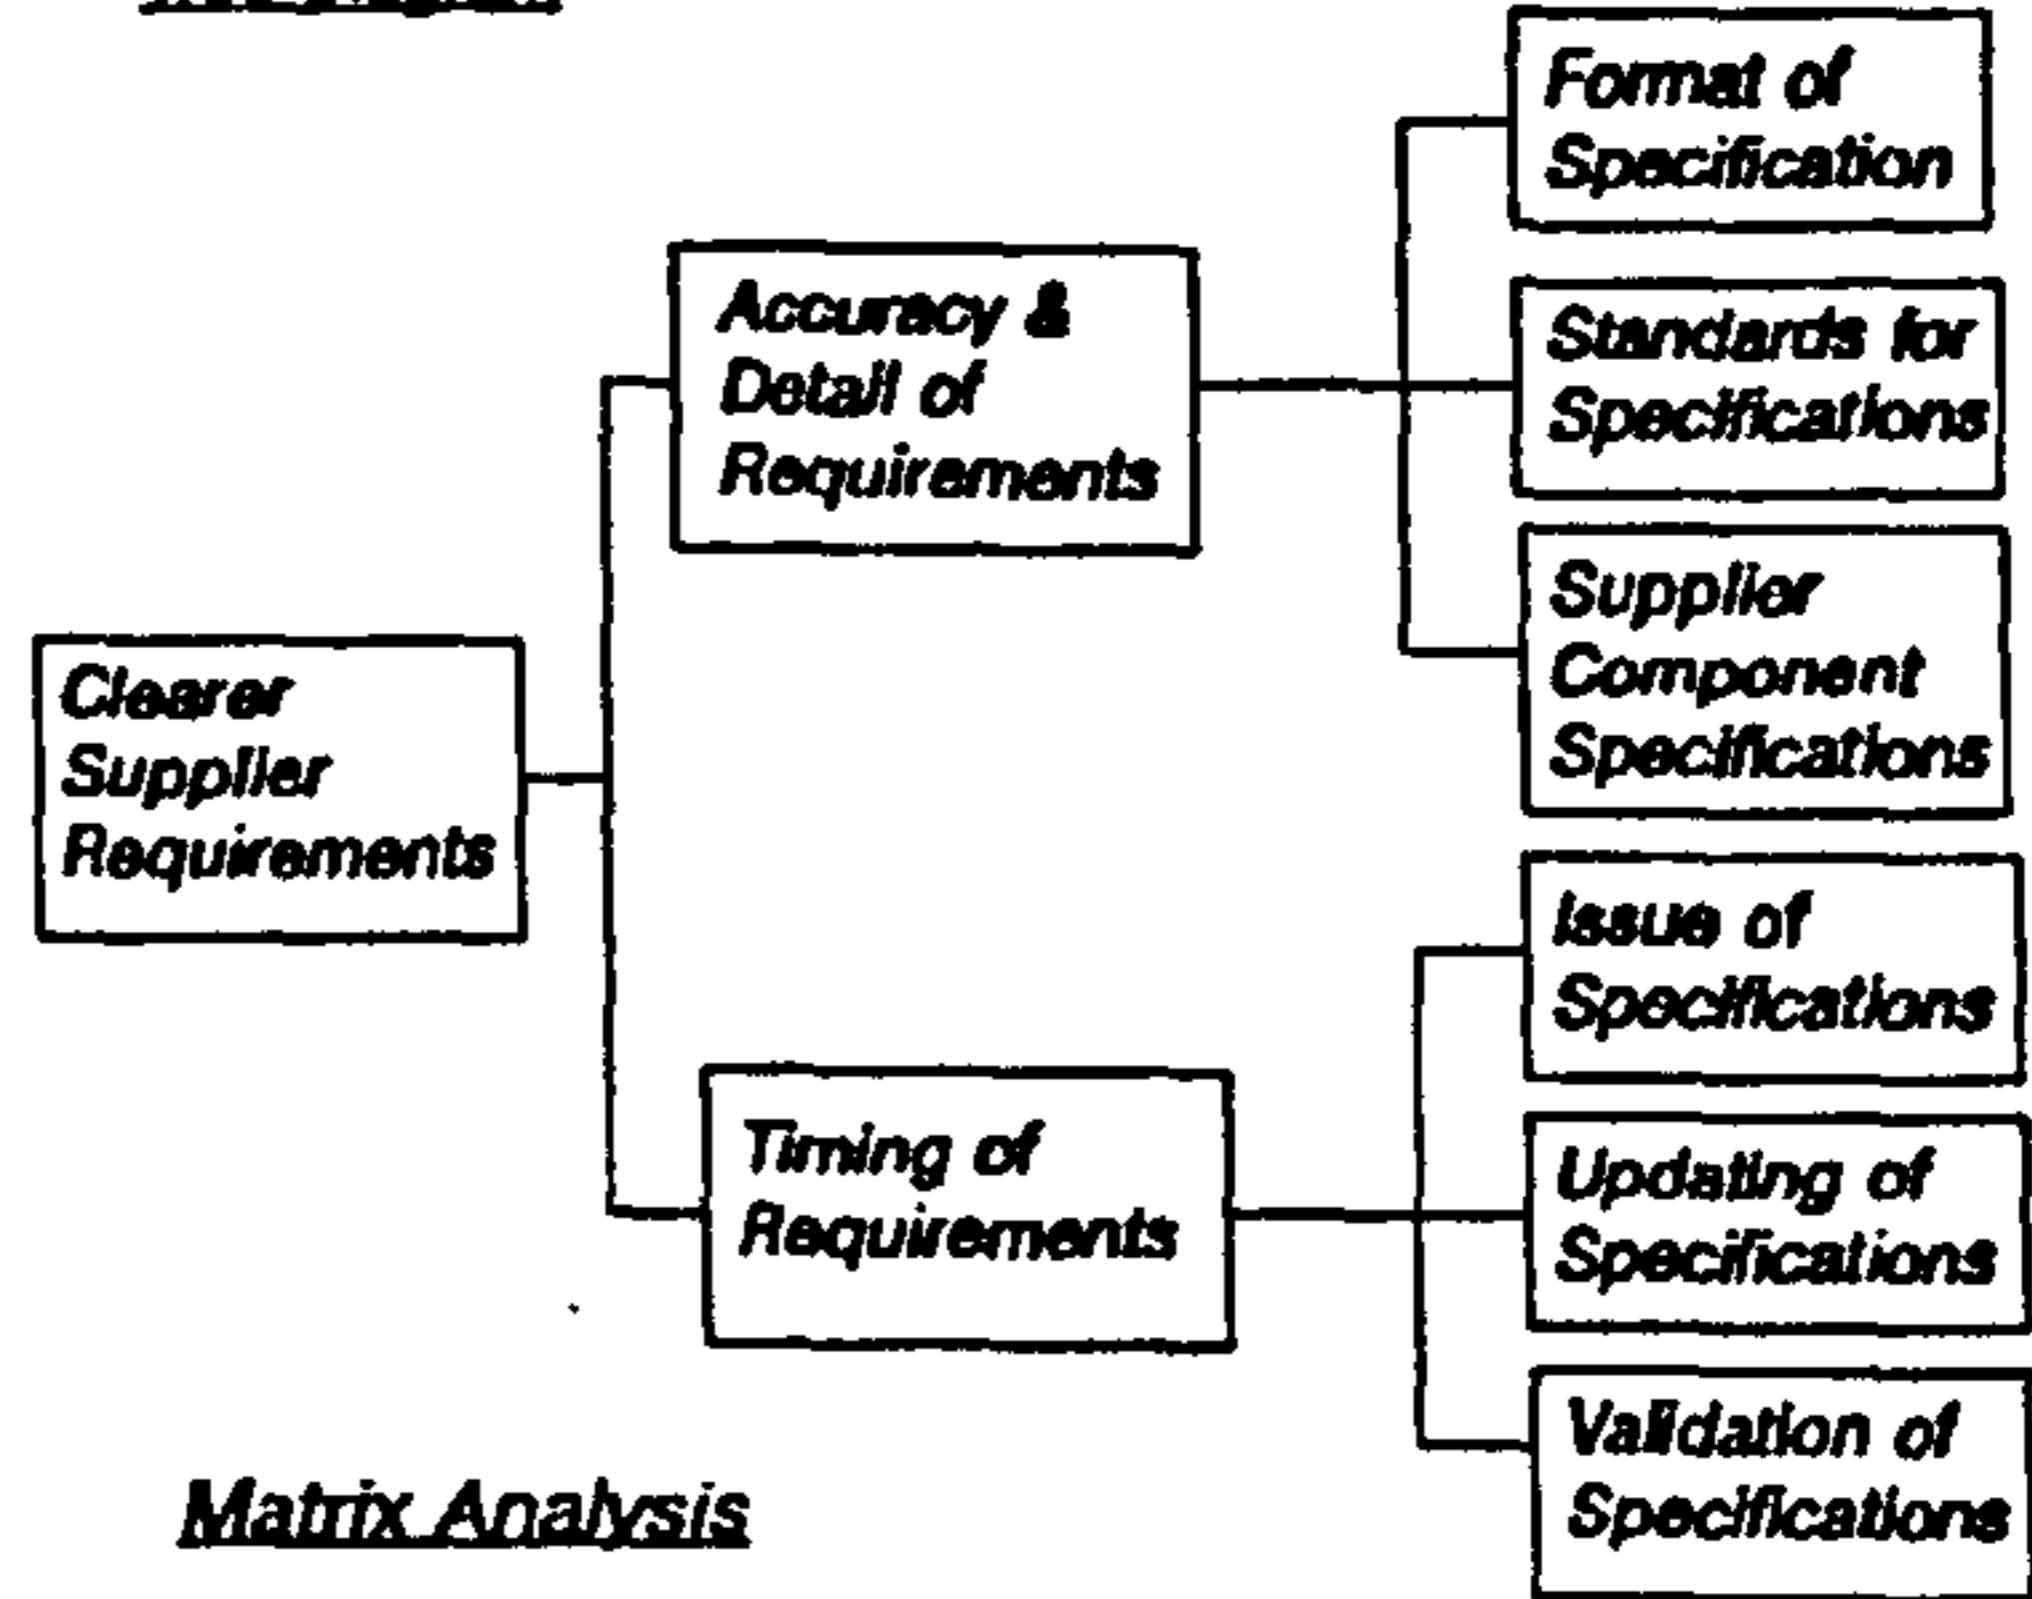 Format of
Specification
Accuracy &
Detail of
Requirements
Standards for
Specifications
Supplier
Component
Specifications
Clearer
Supplier
Requirements
Issue of
Specifications
Timing of
Requirements
Updating of
Specifications
Validation of
Specifications
Matrix Analysis